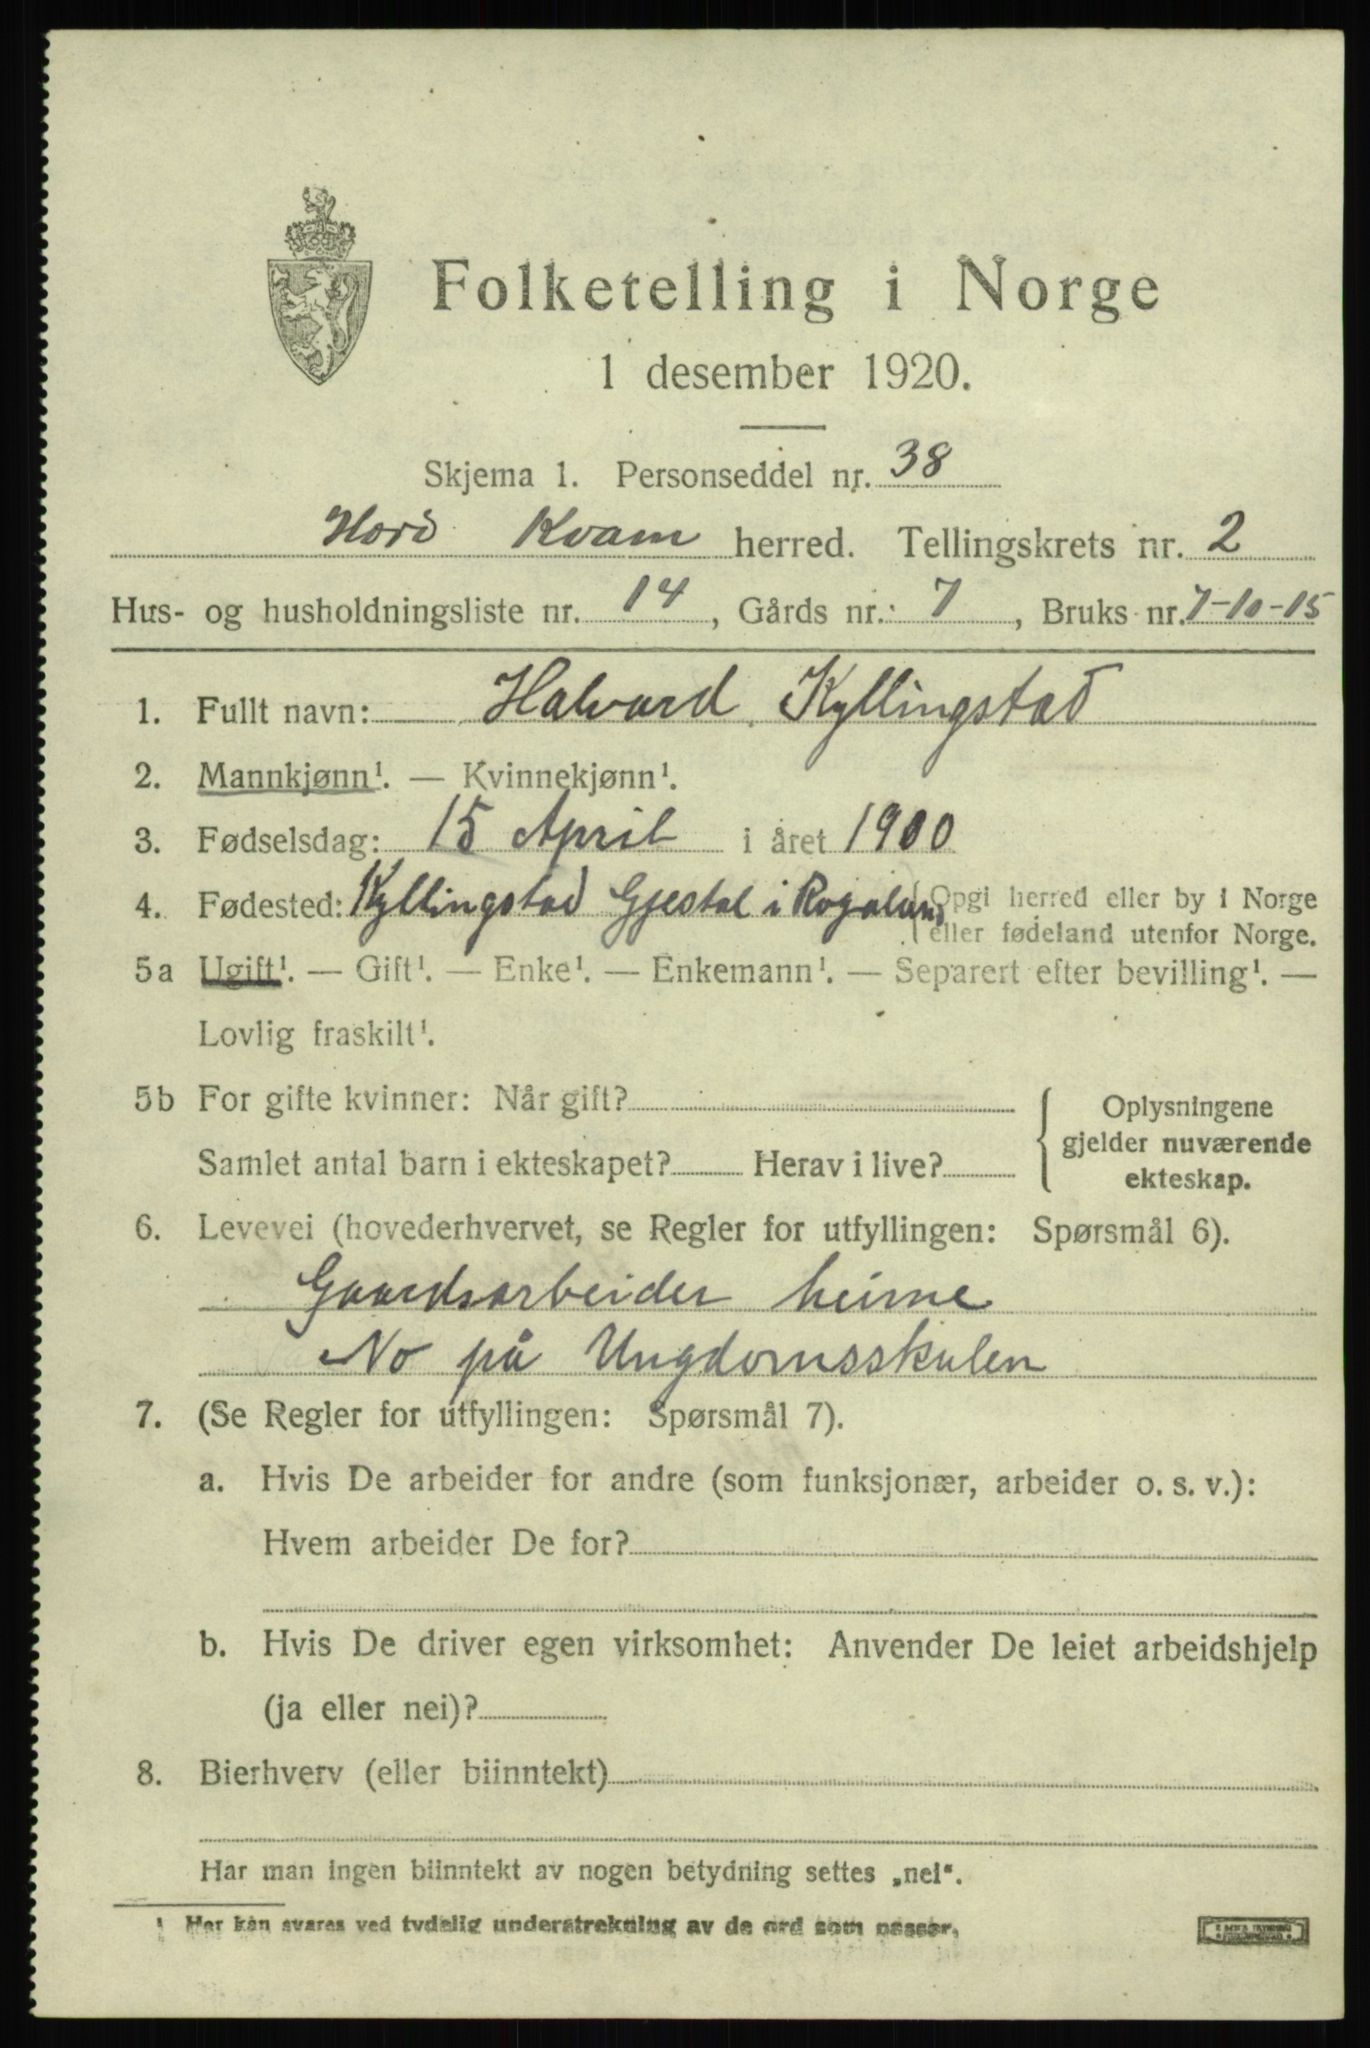 Folketelling i Norge
1 desember 1920.
Skjema 1. Personseddel nr. 38
Hord Kvam herred. Tellingskrets nr. 2
Hus- og husholdningsliste nr. 14, Gårds nr. 7, Bruks nr. 7-10-15
1. Fullt navn: Halvard Kyllingstad
2. Mannkjønn¹. — Kvinnekjønn¹.
3. Fødselsdag: 15 April i året 1900
4. Fødested: Kyllingstad Gjestal i Rogaland (Opgi herred eller by i Norge
eller fødeland utenfor Norge.
5a Ugift¹. — Gift¹. — Enke¹. — Enkemann¹. — Separert efter bevilling¹. —
Lovlig fraskilt¹.
5b For gifte kvinner: Når gift?
Samlet antal barn i ekteskapet? Herav i live?
Oplysningene
gjelder nuværende
ekteskap.
6. Levevei (hovederhvervet, se Regler for utfyllingen: Spørsmål 6).
Gaardsarbeider heime
No på Ungdomsskulen
7. (Se Regler for utfyllingen: Spørsmål 7).
a. Hvis De arbeider for andre (som funksjonær, arbeider o. s. v.):
Hvem arbeider De for?
b. Hvis De driver egen virksomhet: Anvender De leiet arbeidshjelp
(ja eller nei)?
8. Bierhverv (eller biinntekt)
Har man ingen biinntekt av nogen betydning settes „nei".
¹ Her kan svares ved tydelig understrekning av de ord som passer.